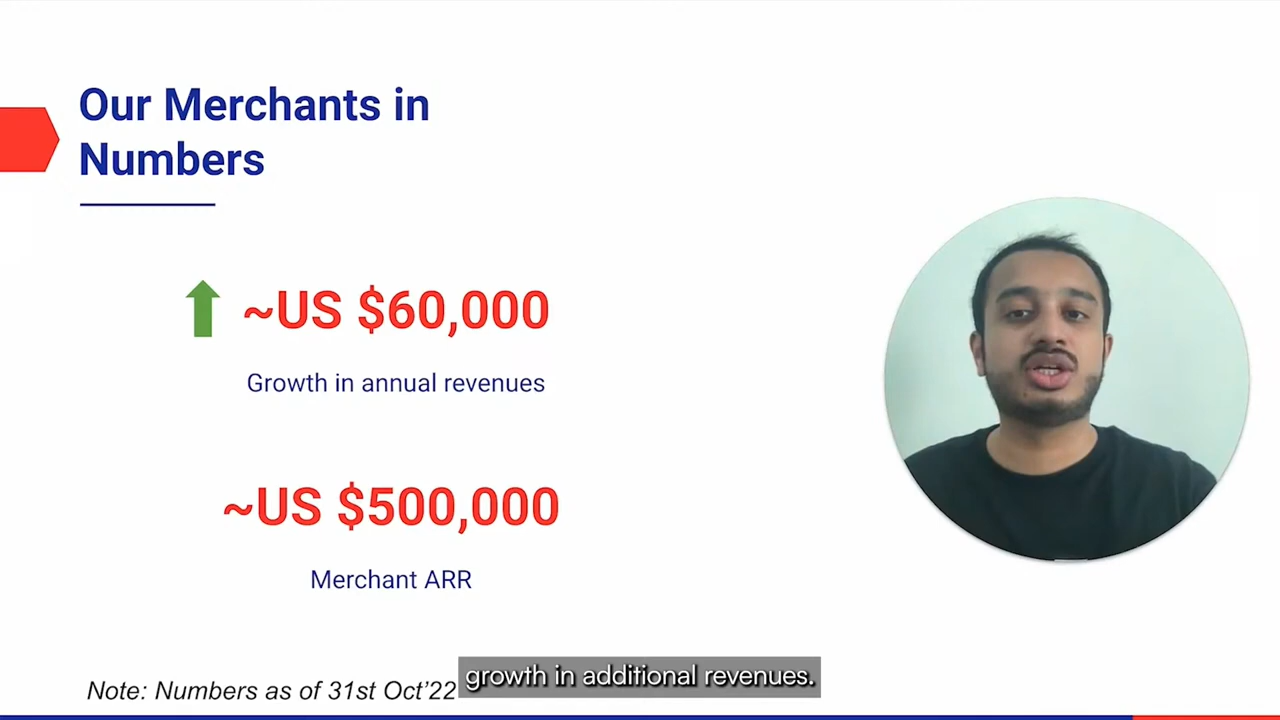 Our Merchants in
Numbers
~US $60,000
Growth in annual revenues
~US $500,000
Merchant ARR
Note: Numbers as of 31st Oct’22
growth in additional revenues.